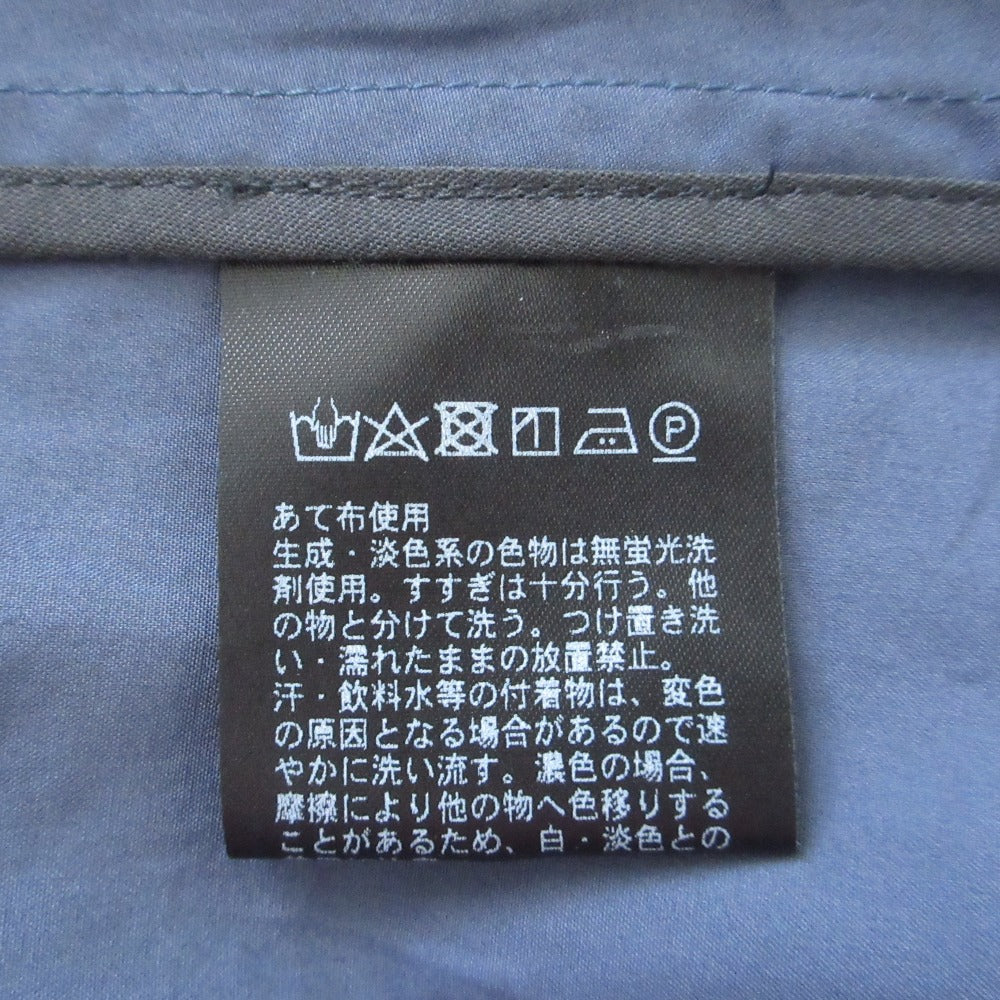 P
あて布使用
生成・淡色系の色物は無蛍光洗
剤使用。すすぎは十分行う。他
の物と分けて洗う。つけ置き洗
い・濡れたままの放置禁止。
汗・飲料水等の付着物は、変色
の原因となる場合があるので速
やかに洗い流す。濃色の場合、
摩擦により他の物へ色移りする
ことがあるため、白・淡色との